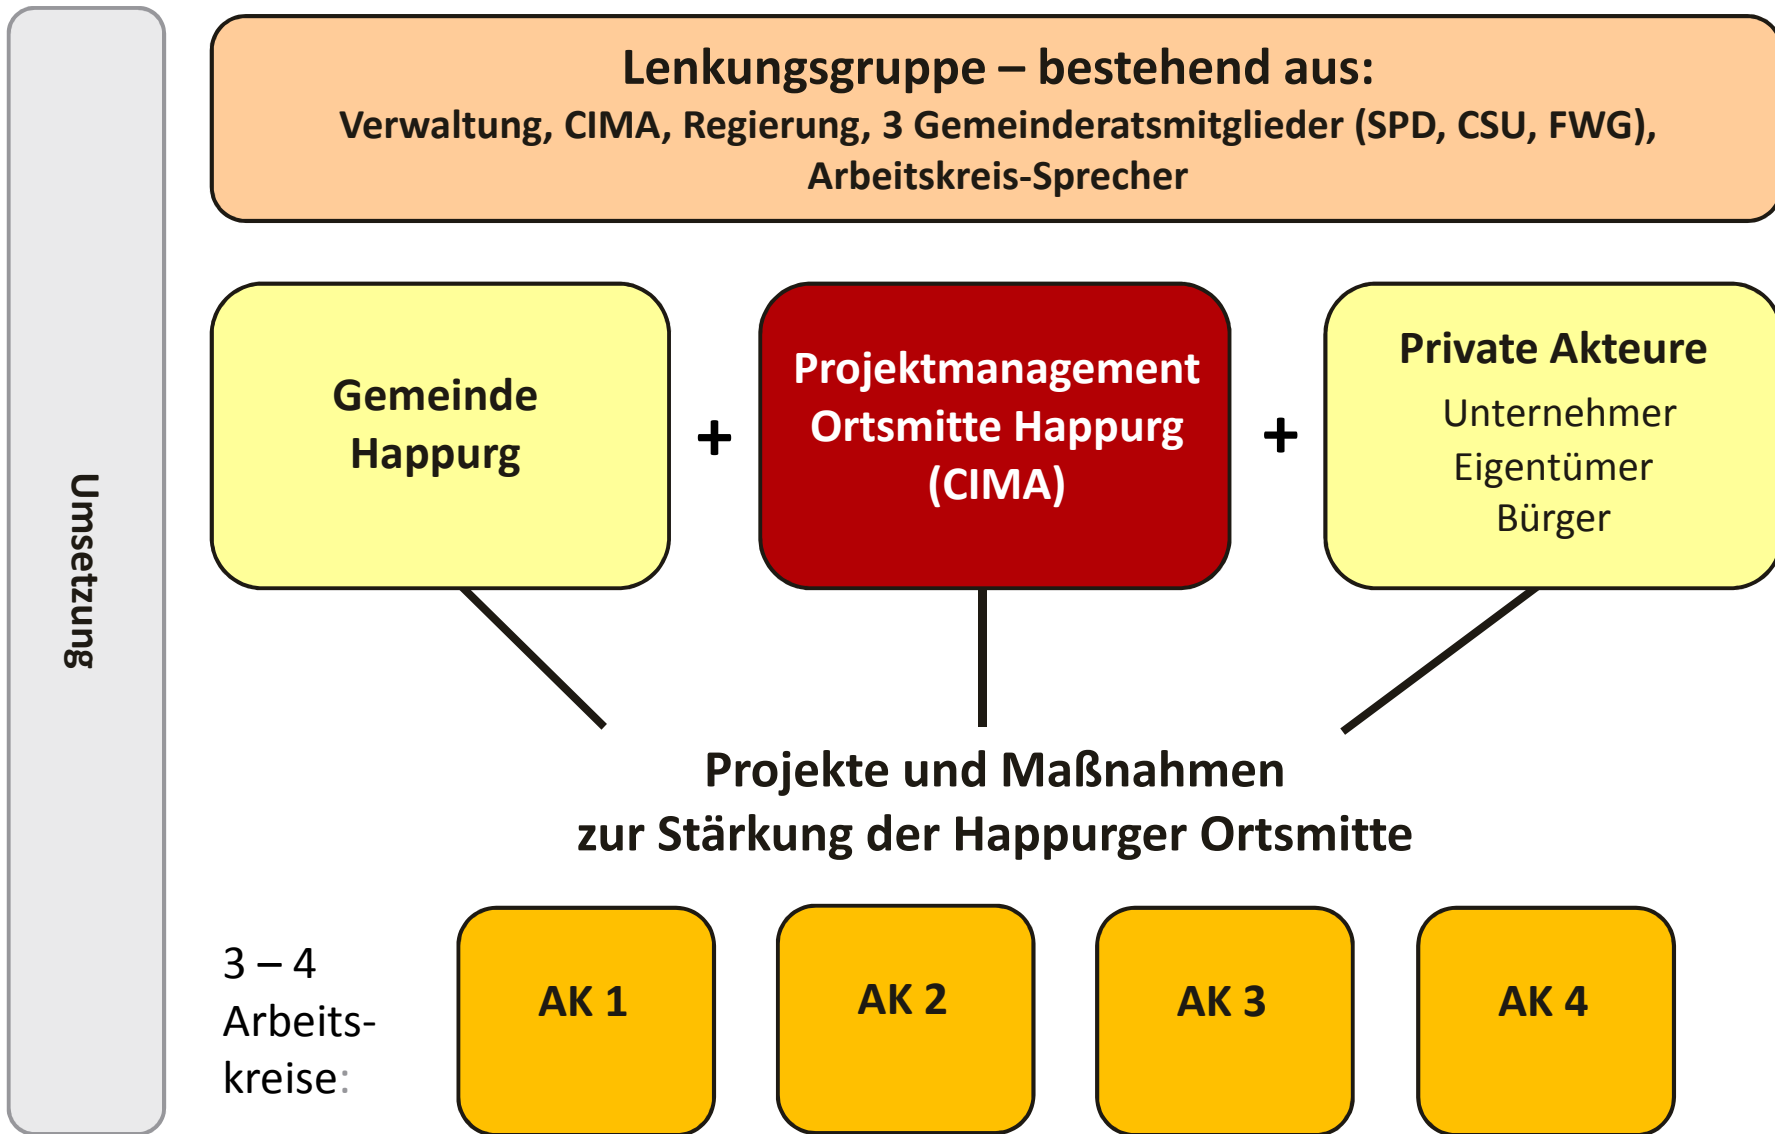 Umsetzung
Lenkungsgruppe – bestehend aus:
Verwaltung, CIMA, Regierung, 3 Gemeinderatsmitglieder (SPD, CSU, FWG),
Arbeitskreis-Sprecher
Gemeinde
Happurg
+
Projektmanagement
Ortsmitte Happurg
(CIMA)
+
Private Akteure
Unternehmer
Eigentümer
Bürger
Projekte und Maßnahmen
zur Stärkung der Happurger Ortsmitte
3 – 4
Arbeits-
kreise:
AK 1
AK 2
AK 3
AK 4